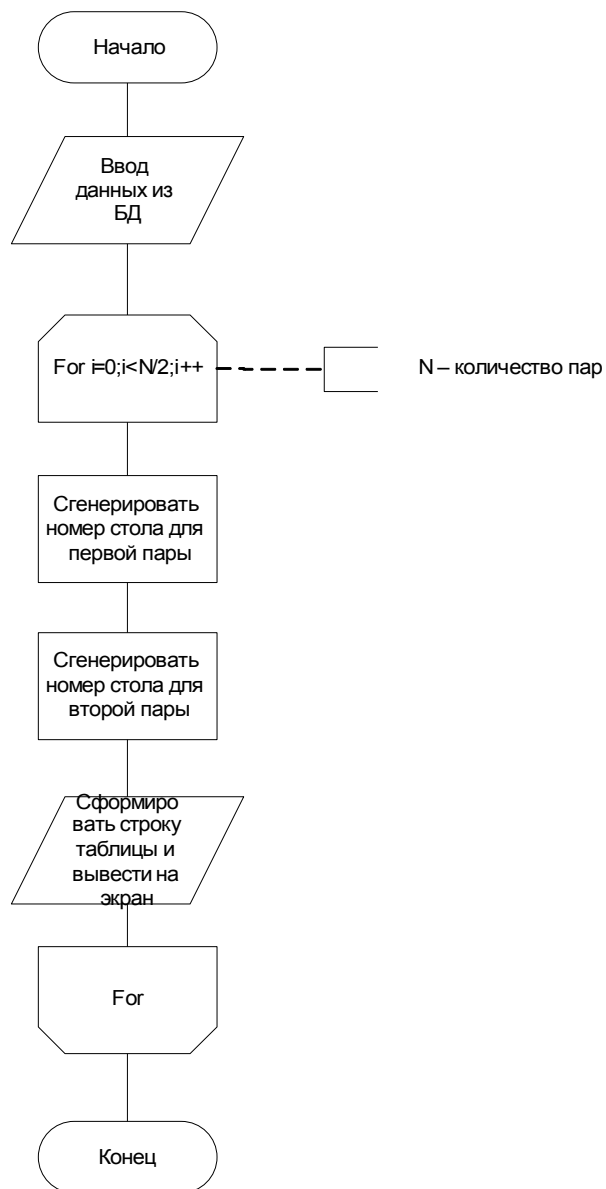 Начало
Ввод
данных из
БД
For i=0;i<N/2;i++
N – количество пар
Сгенерировать
номер стола для
первой пары
Сгенерировать
номер стола для
второй пары
Сформиро
вать строку
таблицы и
вывести на
экран
For
Конец